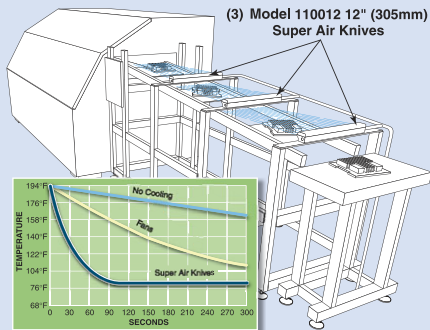 (3) Model 110012 12" (305mm)
Super Air Knives
194°F
176°F
158°F
140°F
122°F
104°F
76°F
68°F
TEMPERATURE
No Cooling
Fans
Super Air Knives
0 30 60 90 120 150 180 210 240 270 300
SECONDS